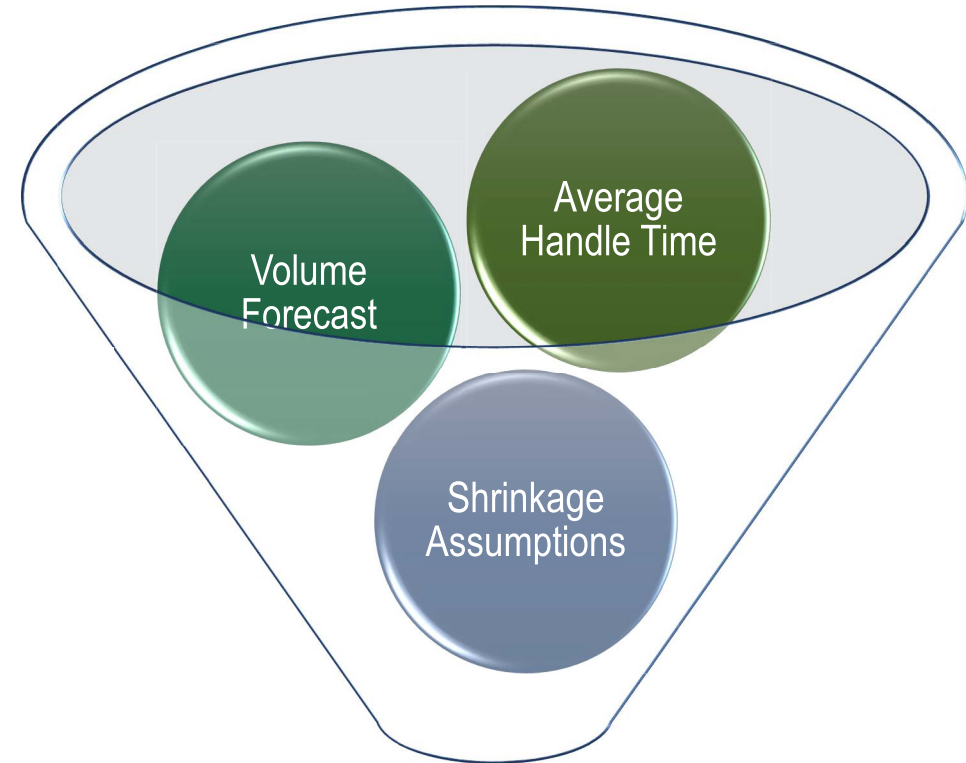 Average
Handle Time
Volume
Forecast
Shrinkage
Assumptions